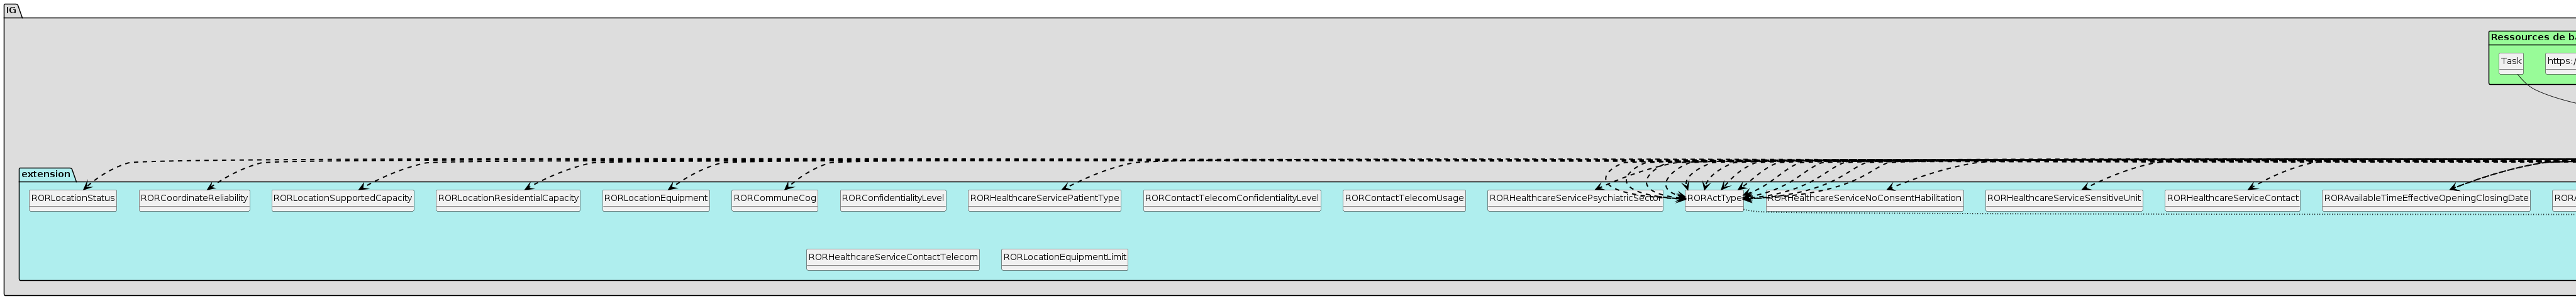 IG
Ressources de b
Task
https:/
extension
RORLocationStatus
RORCoordinateReliability
RORLocationSupportedCapacity
RORLocationResidentialCapacity
RORLocationEquipment
RORCommuneCog
RORConfidentialityLevel
RORHealthcareServicePatientType
RORContactTelecomConfidentialityLevel
RORContactTelecomUsage
RORHealthcareServicePsychiatricSector
RORActType
RORHealthcareServiceNoConsentHabilitation
RORHealthcareServiceSensitiveUnit
RORHealthcareServiceContact
RORAvailableTimeEffectiveOpeningClosingDate
RORHealthcareServiceContactTelecom
RORLocationEquipmentLimit